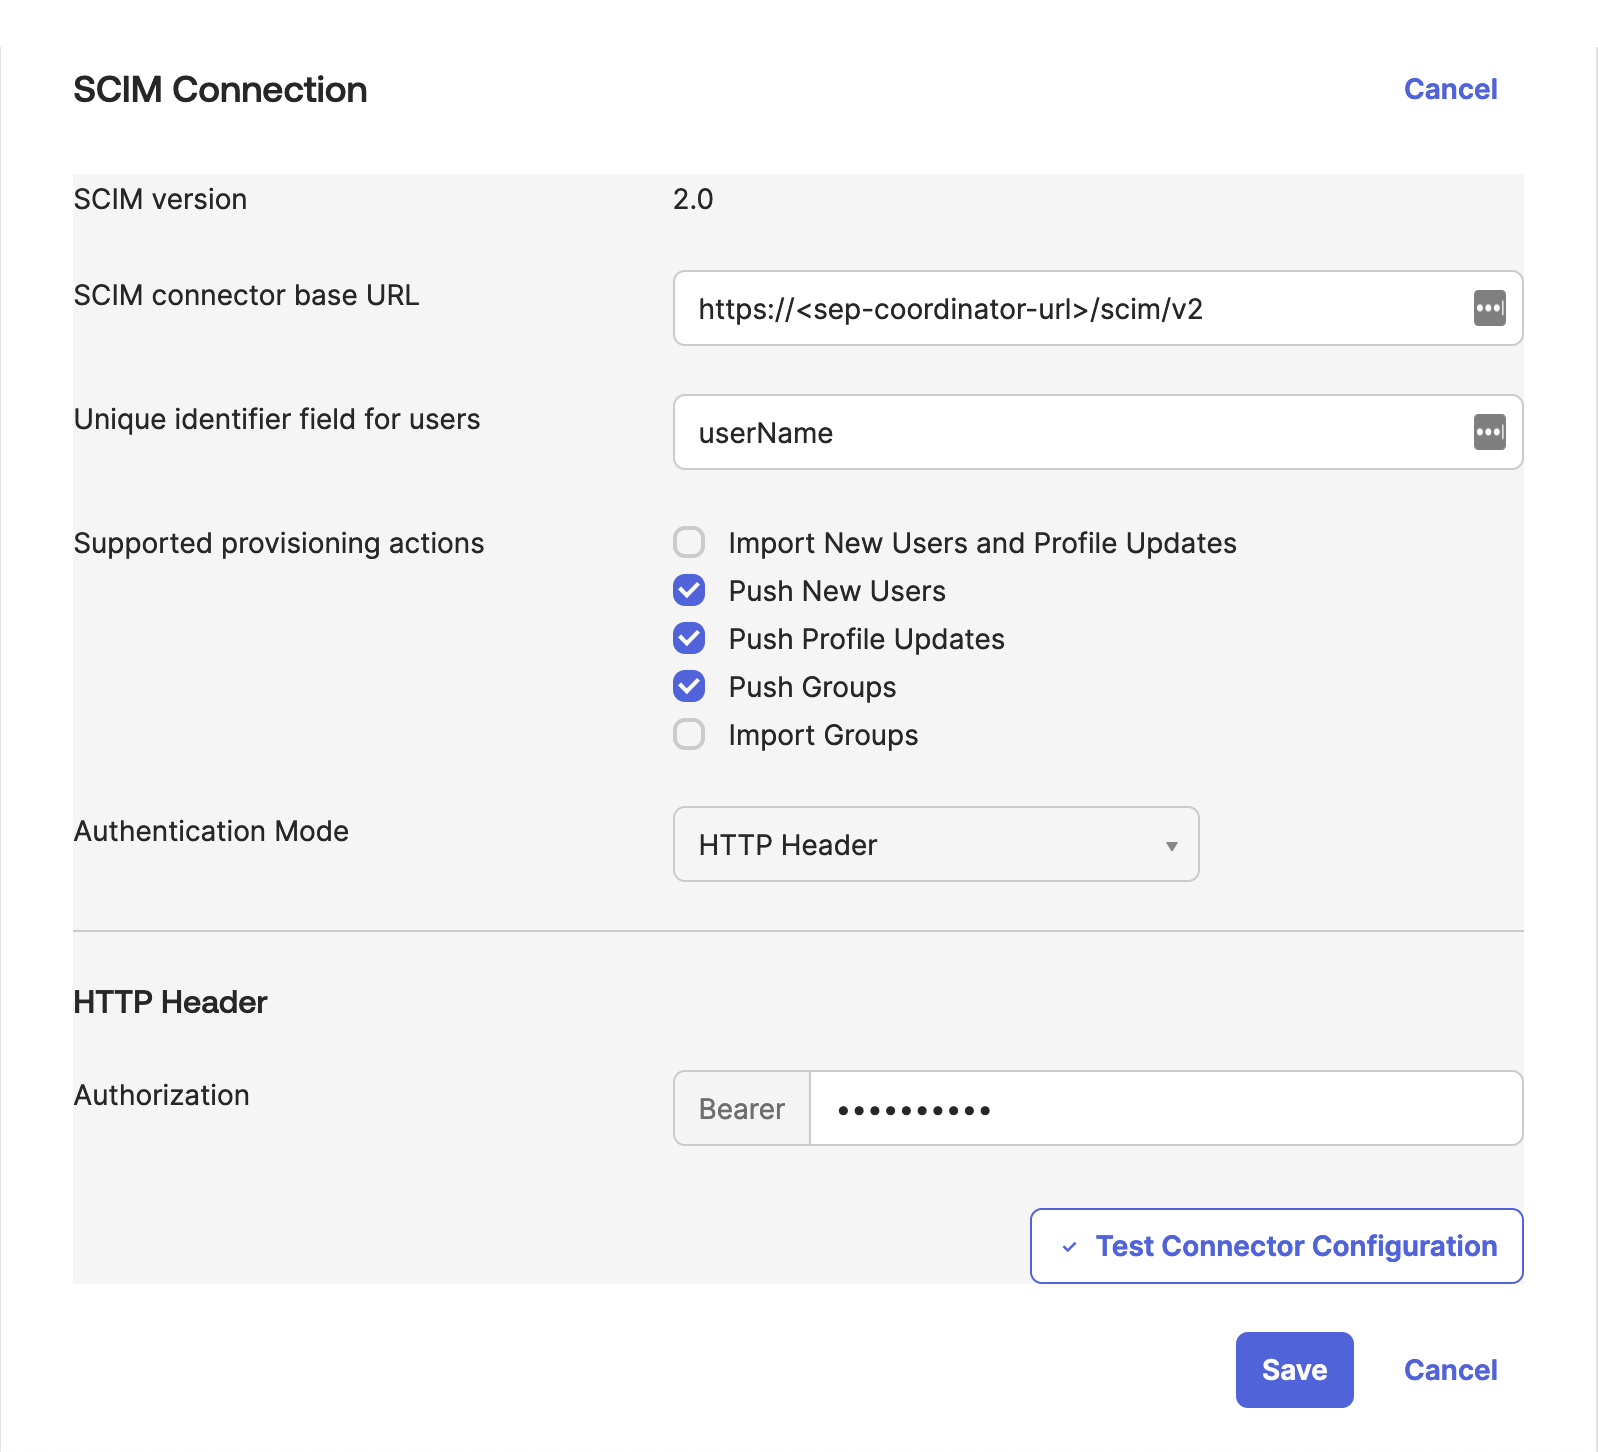 SCIM Connection
Cancel
SCIM version
2.0
SCIM connector base URL
https://<sep-coordinator-url>/scim/v2
Unique identifier field for users
userName
Supported provisioning actions
Import New Users and Profile Updates
Push New Users
Push Profile Updates
Push Groups
Import Groups
Authentication Mode
HTTP Header
HTTP Header
Authorization
Bearer
••••••••••
Test Connector Configuration
Save
Cancel